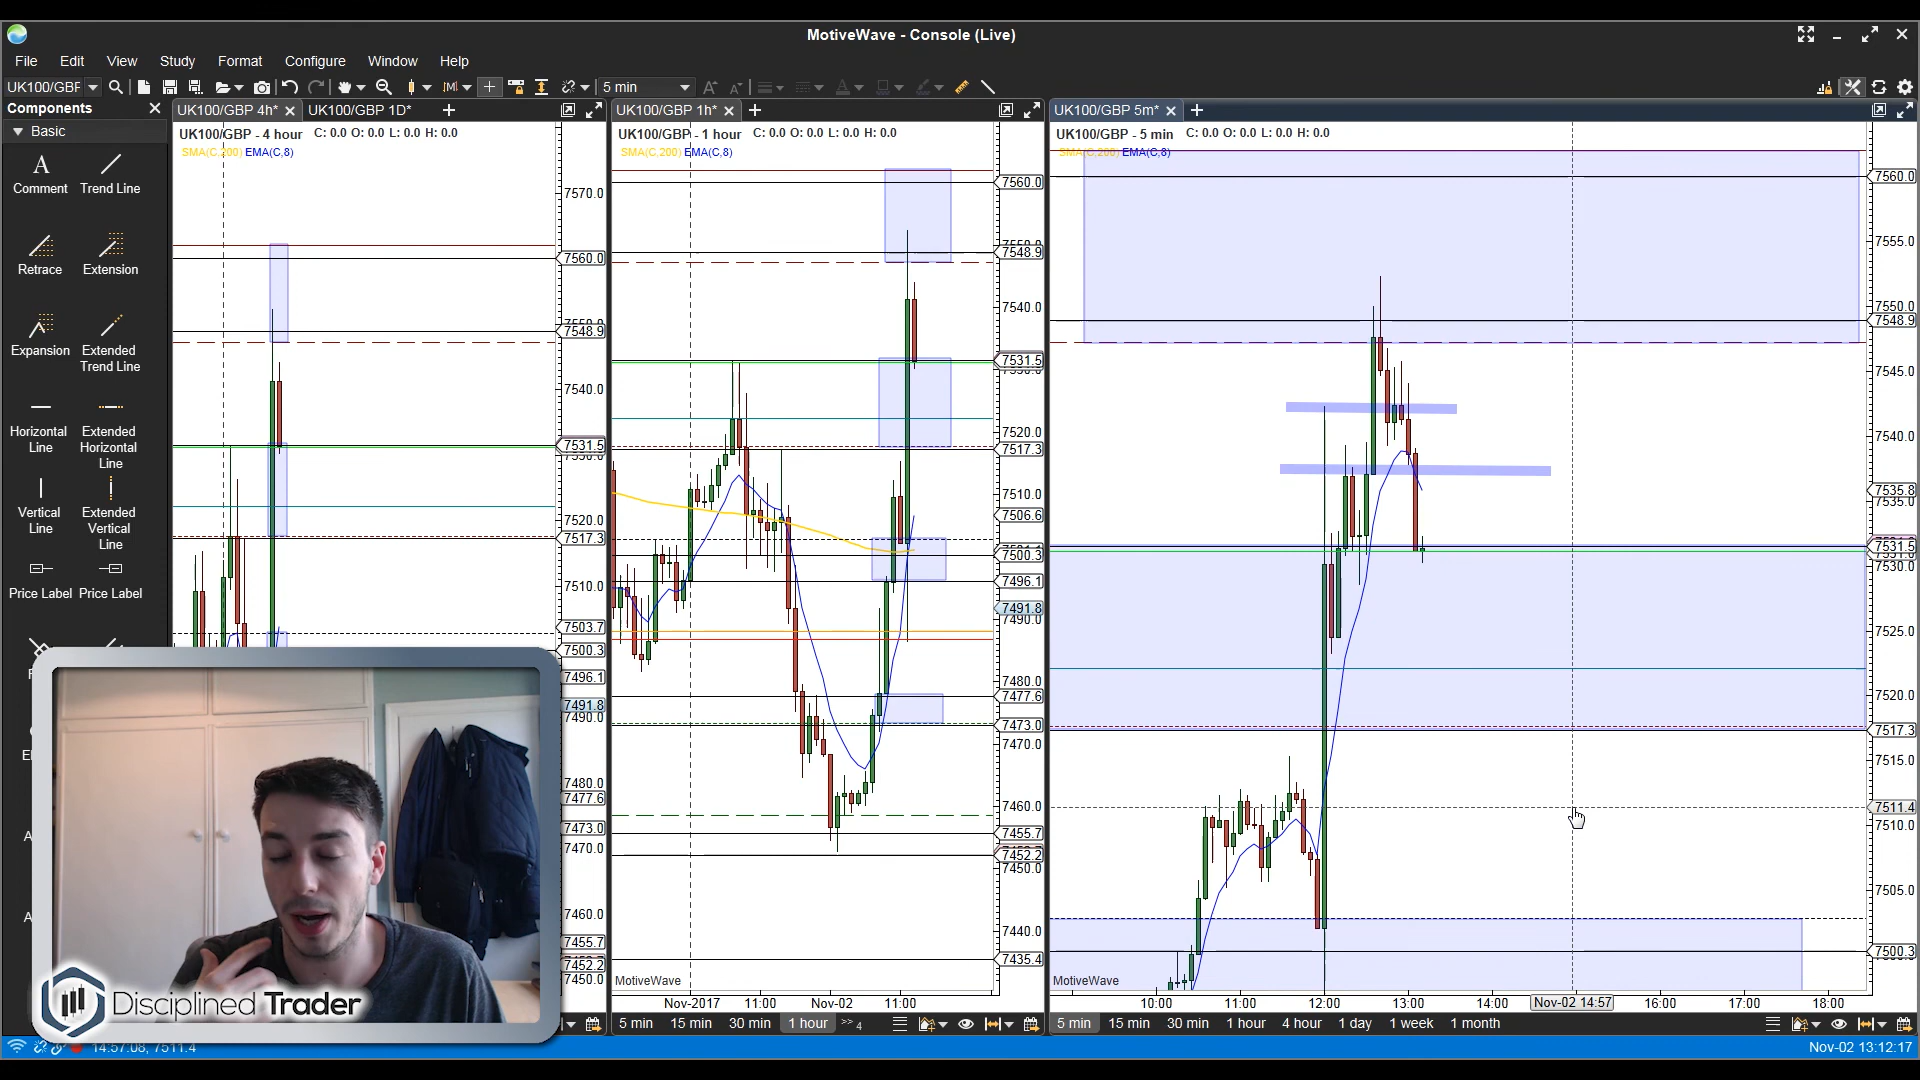 MotiveWave - Console (Live)
File Edit View Study Format Configure Window Help
UK100/GBP 5 min
Components
Basic
Comment Trend Line
Retrace Extension
Expansion Extended Trend Line
Horizontal Line Extended Horizontal Line
Vertical Line Extended Vertical Line
Price Label Price Label
UK100/GBP 4h* UK100/GBP 1D*
UK100/GBP - 4 hour C: 0.0 O: 0.0 L: 0.0 H: 0.0
SMA(C,200) EMA(C,8)
7570.0
7560.0
7548.9
7540.0
7531.5
7520.0
7517.3
7510.0
7503.7
7500.3
7496.1
7491.8
7490.0
7480.0
7477.6
7473.0
7470.0
7460.0
7455.7
7452.2
7450.0
UK100/GBP 1h*
UK100/GBP - 1 hour C: 0.0 O: 0.0 L: 0.0 H: 0.0
SMA(C,200) EMA(C,8)
7560.0
7548.9
7540.0
7531.5
7520.0
7517.3
7510.0
7506.6
7500.3
7496.1
7491.8
7490.0
7480.0
7477.6
7473.0
7470.0
7460.0
7455.7
7452.2
7450.0
7440.0
7435.4
MotiveWave
Nov-2017 11:00 Nov-02 11:00
5 min 15 min 30 min 1 hour >> 4
UK100/GBP 5m*
UK100/GBP - 5 min C: 0.0 O: 0.0 L: 0.0 H: 0.0
SMA(C,200) EMA(C,8)
7560.0
7555.0
7550.0
7548.9
7545.0
7540.0
7535.8
7535.0
7531.5
7530.0
7525.0
7520.0
7517.3
7515.0
7511.4
7510.0
7505.0
7500.3
MotiveWave
10:00 11:00 12:00 13:00 14:00 Nov-02 14:57 16:00 17:00 18:00
5 min 15 min 30 min 1 hour 4 hour 1 day 1 week 1 month
Disciplined Trader
14:57:08, 7511.4
Nov-02 13:12:17